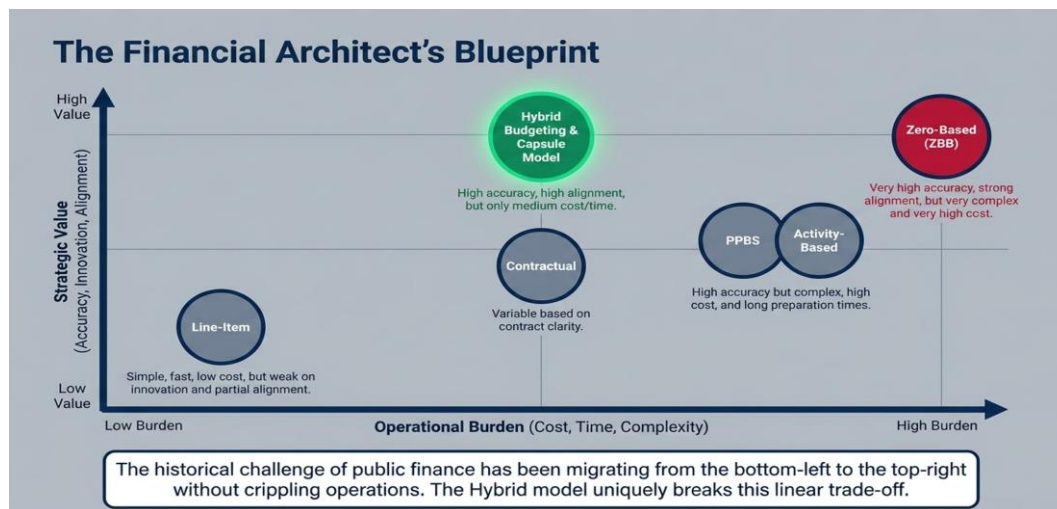 The Financial Architect's Blueprint
High
Value
Strategic Value
(Accuracy, Innovation, Alignment)
Low
Value
Hybrid
Budgeting &
Capsule
Model
High accuracy, high alignment,
but only medium cost/time.
Zero-Based
(ZBB)
Very high accuracy, strong
alignment, but very complex
and very high cost.
PPBS
Activity-
Based
High accuracy but complex, high
cost, and long preparation times.
Contractual
Variable based on
contract clarity.
Line-Item
Simple, fast, low cost, but weak on
innovation and partial alignment.
Low Burden
Operational Burden (Cost, Time, Complexity)
High Burden
The historical challenge of public finance has been migrating from the bottom-left to the top-right
without crippling operations. The Hybrid model uniquely breaks this linear trade-off.